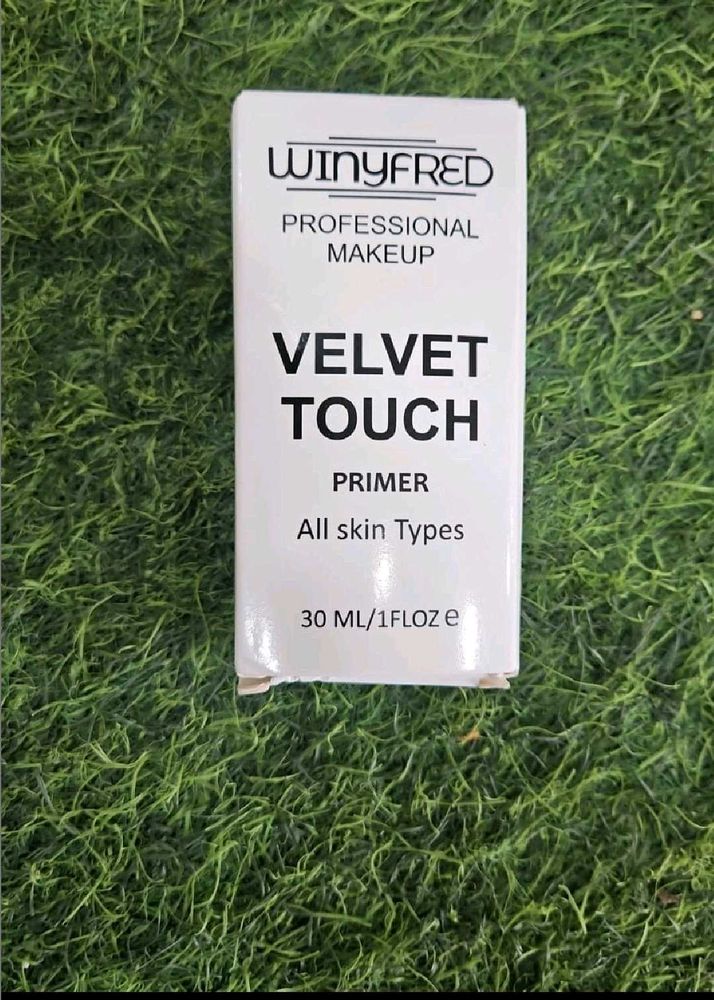 WINYFRED
PROFESSIONAL
MAKEUP
VELVET
TOUCH
PRIMER
All skin Types
30 ML/1FLOZ e